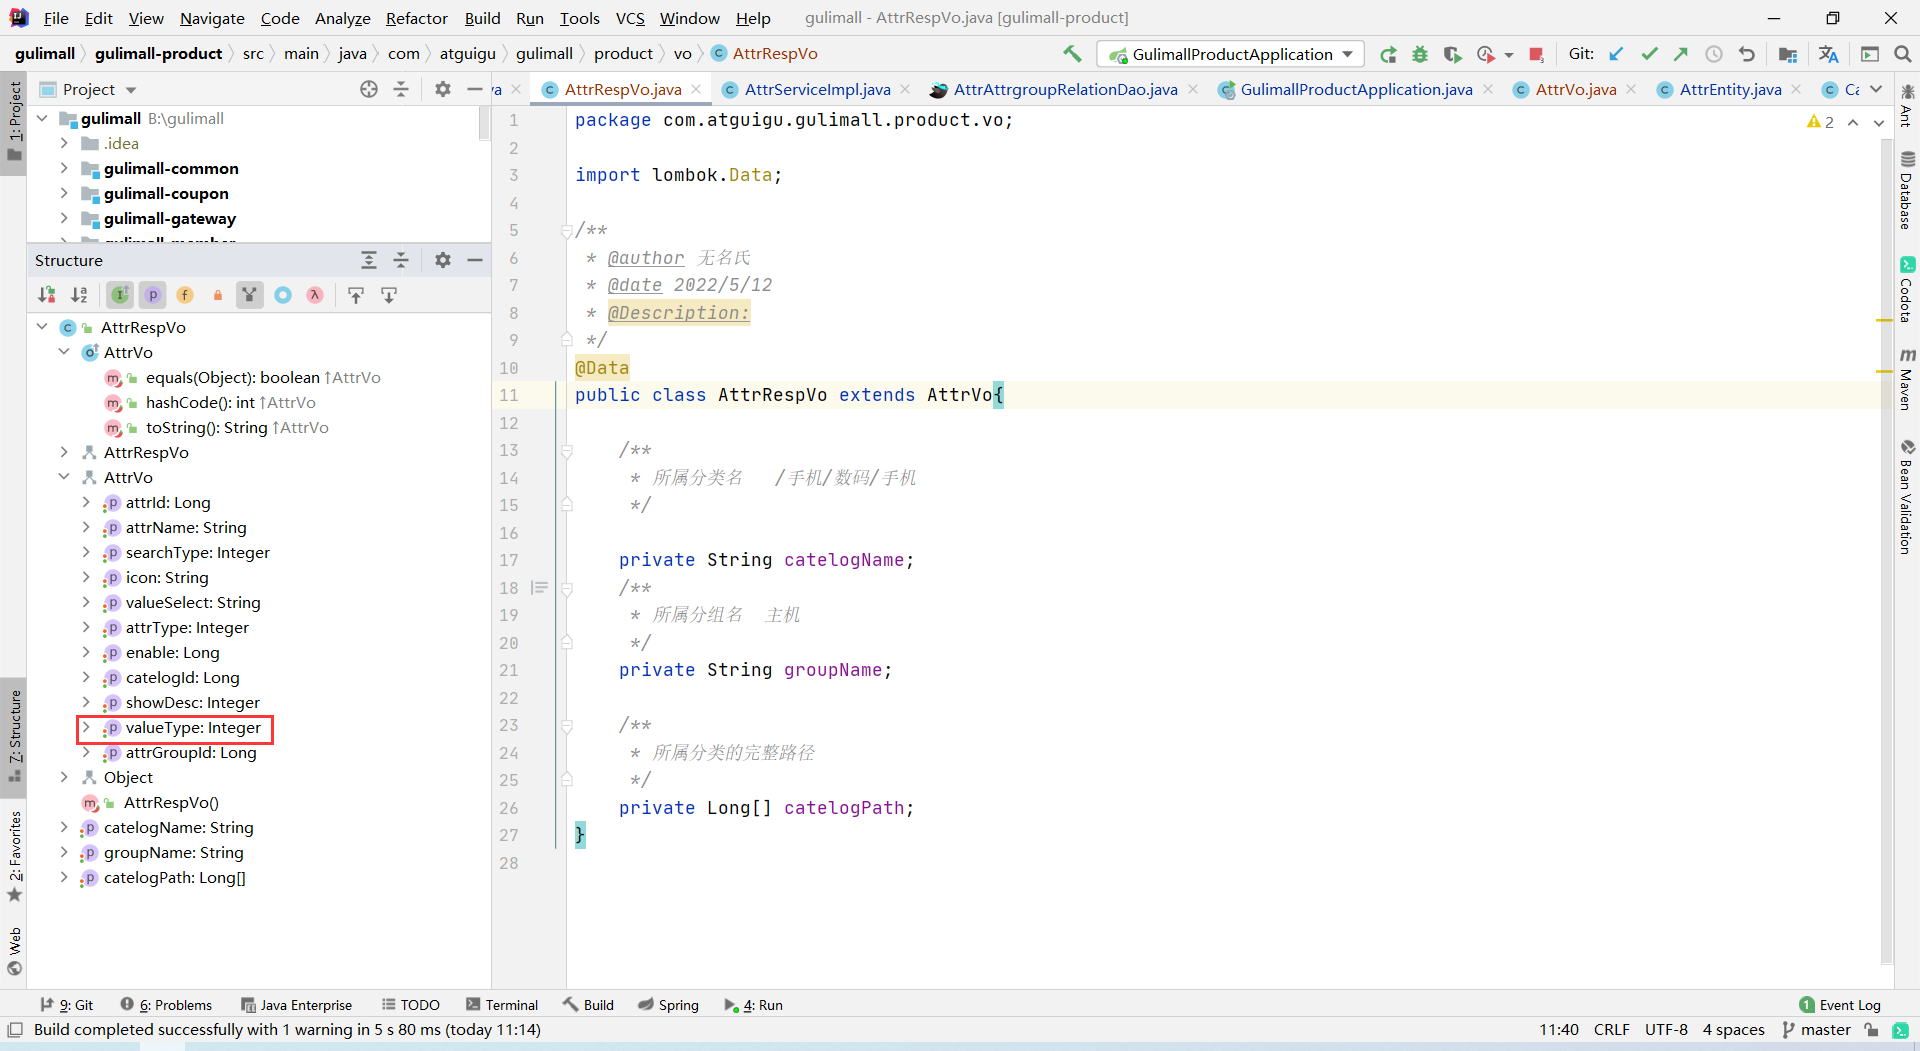 File Edit View Navigate Code Analyze Refactor Build Run Tools VCS Window Help gulimall - AttrRespVo.java [gulimall-product]
gulimall gulimall-product src main java com atguigu gulimall product vo AttrRespVo GulimallProductApplication Git:
Project
va AttrRespVo.java AttrServiceImpl.java AttrAttrgroupRelationDao.java GulimallProductApplication.java AttrVo.java AttrEntity.java Ca
1: Project
gulimall B:\gulimall
.idea
gulimall-common
gulimall-coupon
gulimall-gateway
gulimall-member
Structure
AttrRespVo
AttrVo
equals(Object): boolean ↑AttrVo
hashCode(): int ↑AttrVo
toString(): String ↑AttrVo
AttrRespVo
AttrVo
attrId: Long
attrName: String
searchType: Integer
icon: String
valueSelect: String
attrType: Integer
enable: Long
catelogId: Long
showDesc: Integer
valueType: Integer
attrGroupId: Long
Object
AttrRespVo()
catelogName: String
groupName: String
catelogPath: Long[]
7: Structure
2: Favorites
Web
2
1 package com.atguigu.gulimall.product.vo;
2
3 import lombok.Data;
4
5 /**
6 * @author 无名氏
7 * @date 2022/5/12
8 * @Description:
9 */
10 @Data
11 public class AttrRespVo extends AttrVo{
12
13 /**
14 * 所属分类名 /手机/数码/手机
15 */
16
17 private String catelogName;
18 /**
19 * 所属分组名 主机
20 */
21 private String groupName;
22
23 /**
24 * 所属分类的完整路径
25 */
26 private Long[] catelogPath;
27 }
28
Ant
Database
Codota
Maven
Bean Validation
9: Git 6: Problems Java Enterprise TODO Terminal Build Spring 4: Run 1 Event Log
Build completed successfully with 1 warning in 5 s 80 ms (today 11:14) 11:40 CRLF UTF-8 4 spaces master